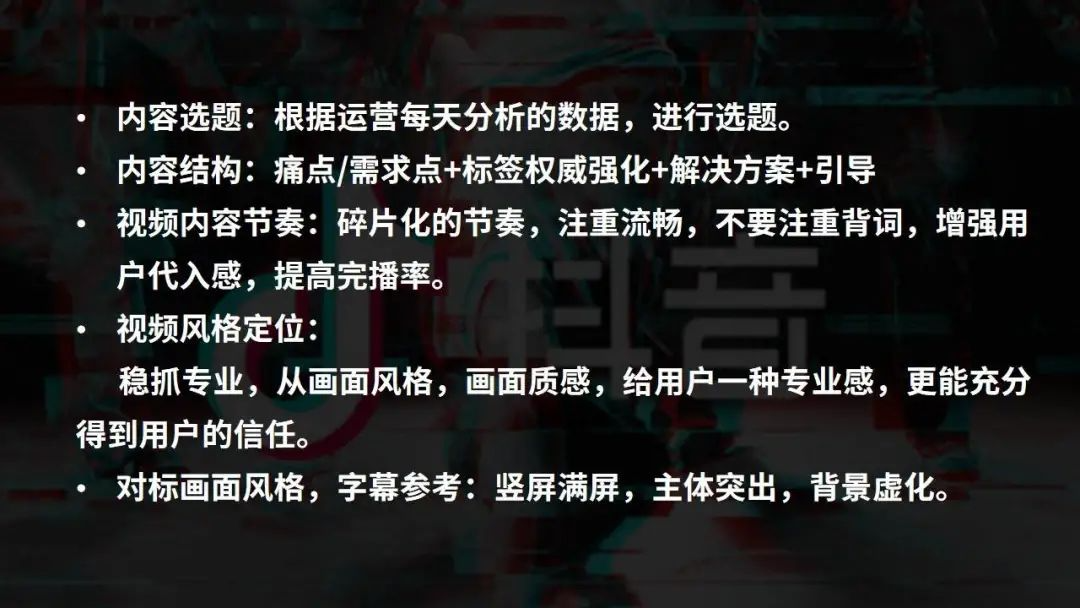 • 内容选题：根据运营每天分析的数据，进行选题。
• 内容结构：痛点/需求点+标签权威强化+解决方案+引导
• 视频内容节奏：碎片化的节奏，注重流畅，不要注重背词，增强用
户代入感，提高完播率。
• 视频风格定位：
稳抓专业，从画面风格，画面质感，给用户一种专业感，更能充分
得到用户的信任。
• 对标画面风格，字幕参考：竖屏满屏，主体突出，背景虚化。
抖音